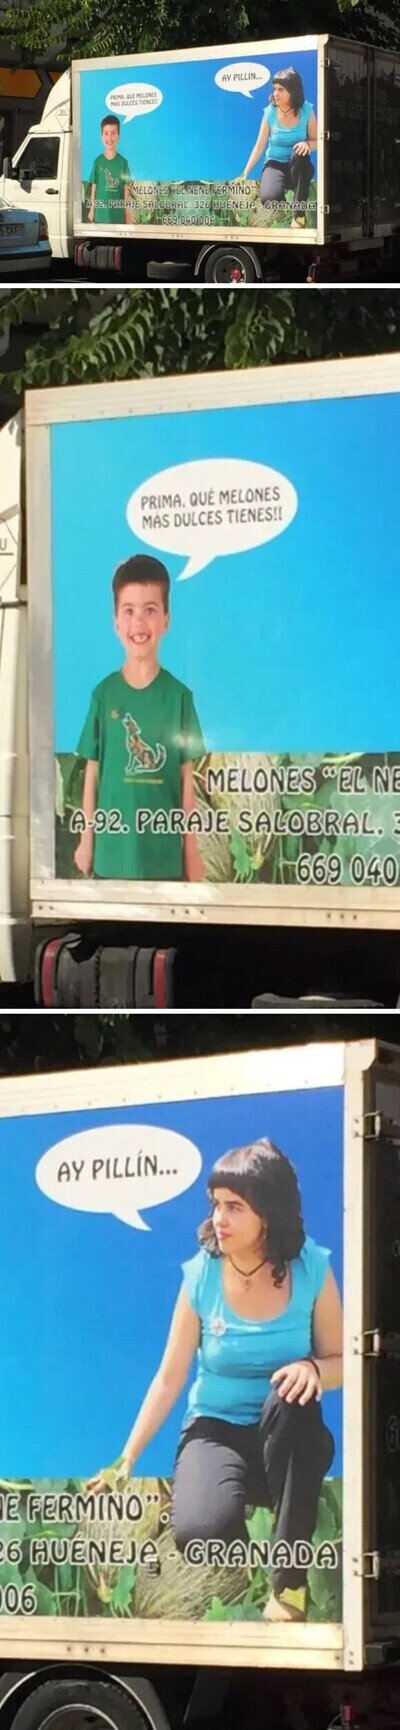 PRIMA, QUÉ MELONES
MÁS DULCES TIENES!!
AY PILLÍN...
MELONES "EL NENE FERMINO".
A-92. PARAJE SALOBRAL, 326 HUÉNEJA - GRANADA
669 040 006
PRIMA, QUÉ MELONES
MÁS DULCES TIENES!!
MELONES "EL NE
A-92. PARAJE SALOBRAL, 3
669 040
AY PILLÍN...
NE FERMINO".
26 HUÉNEJA - GRANADA
006